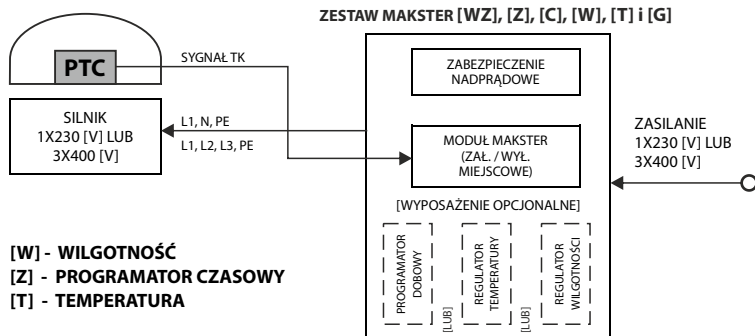 ZESTAW MAKSTER [WZ], [Z], [C], [W], [T] i [G]
PTC
SYGNAŁ TK
SILNIK
1X230 [V] LUB
3X400 [V]
L1, N, PE
L1, L2, L3, PE
ZABEZPIECZENIE
NADPRĄDOWE
MODUŁ MAKSTER
(ZAŁ. / WYŁ.
MIEJSCOWE)
ZASILANIE
1X230 [V] LUB
3X400 [V]
[WYPOSAŻENIE OPCJONALNE]
PROGRAMATOR
DOBOWY
[LUB]
REGULATOR
TEMPERATURY
[LUB]
REGULATOR
WILGOTNOŚCI
[W] - WILGOTNOŚĆ
[Z] - PROGRAMATOR CZASOWY
[T] - TEMPERATURA